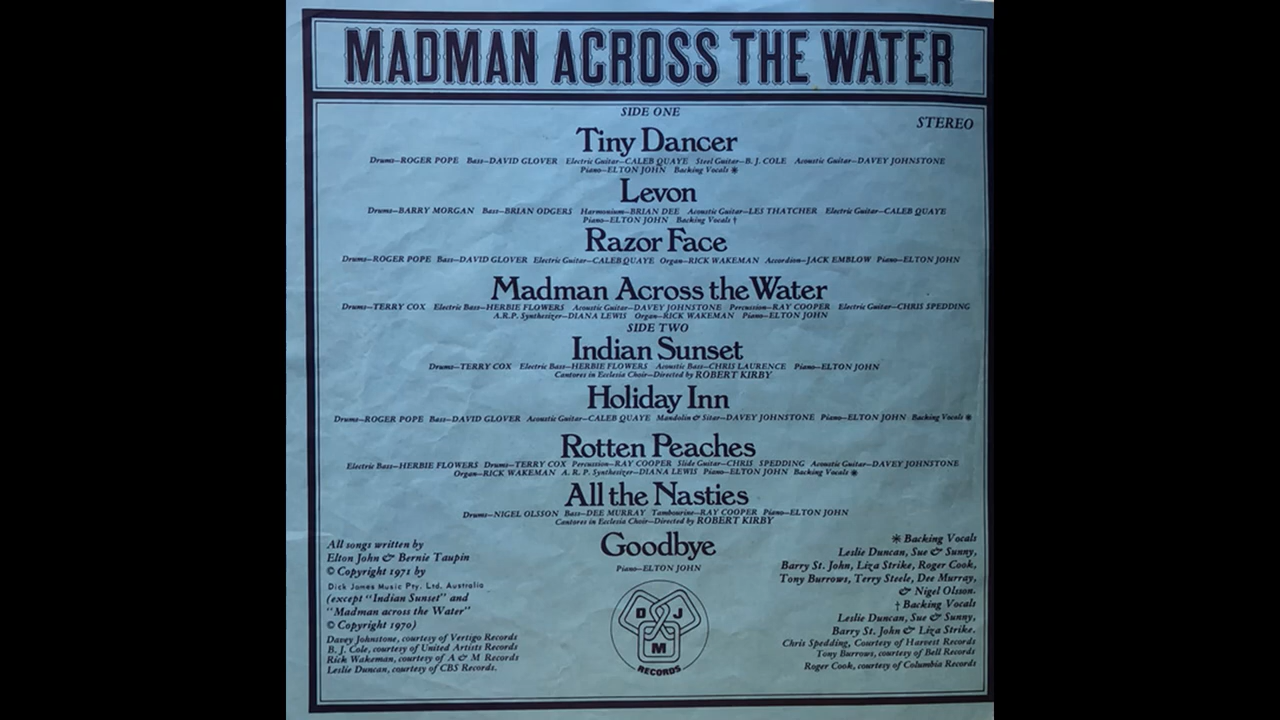 MADMAN ACROSS THE WATER
SIDE ONE
STEREO
Tiny Dancer
Drums—ROGER POPE Bass—DAVID GLOVER Electric Guitar—CALEB QUAYE Steel Guitar—B. J. COLE Acoustic Guitar—DAVEY JOHNSTONE
Piano—ELTON JOHN Backing Vocals ✳
Levon
Drums—BARRY MORGAN Bass—BRIAN ODGERS Harmonium—BRIAN DEE Acoustic Guitar—LES THATCHER Electric Guitar—CALEB QUAYE
Piano—ELTON JOHN Backing Vocals †
Razor Face
Drums—ROGER POPE Bass—DAVID GLOVER Electric Guitar—CALEB QUAYE Organ—RICK WAKEMAN Accordion—JACK EMBLOW Piano—ELTON JOHN
Madman Across the Water
Drums—TERRY COX Electric Bass—HERBIE FLOWERS Acoustic Guitar—DAVEY JOHNSTONE Percussion—RAY COOPER Electric Guitar—CHRIS SPEDDING
A.R.P. Synthesizer—DIANA LEWIS Organ—RICK WAKEMAN Piano—ELTON JOHN
SIDE TWO
Indian Sunset
Drums—TERRY COX Electric Bass—HERBIE FLOWERS Acoustic Bass—CHRIS LAURENCE Piano—ELTON JOHN
Cantores in Ecclesia Choir—Directed by ROBERT KIRBY
Holiday Inn
Drums—ROGER POPE Bass—DAVID GLOVER Acoustic Guitar—CALEB QUAYE Mandolin & Sitar—DAVEY JOHNSTONE Piano—ELTON JOHN Backing Vocals ✳
Rotten Peaches
Electric Bass—HERBIE FLOWERS Drums—TERRY COX Percussion—RAY COOPER Slide Guitar—CHRIS SPEDDING Acoustic Guitar—DAVEY JOHNSTONE
Organ—RICK WAKEMAN A. R. P. Synthesizer—DIANA LEWIS Piano—ELTON JOHN Backing Vocals ✳
All the Nasties
Drums—NIGEL OLSSON Bass—DEE MURRAY Tambourine—RAY COOPER Piano—ELTON JOHN
Cantores in Ecclesia Choir—Directed by ROBERT KIRBY
Goodbye
Piano—ELTON JOHN
All songs written by
Elton John & Bernie Taupin
© Copyright 1971 by
Dick James Music Pty. Ltd. Australia
(except "Indian Sunset" and
"Madman across the Water"
© Copyright 1970)
Davey Johnstone, courtesy of Vertigo Records
B. J. Cole, courtesy of United Artists Records
Rick Wakeman, courtesy of A & M Records
Leslie Duncan, courtesy of CBS Records.
D J
M
RECORDS
✳ Backing Vocals
Leslie Duncan, Sue & Sunny,
Barry St. John, Liza Strike, Roger Cook,
Tony Burrows, Terry Steele, Dee Murray,
& Nigel Olsson.
† Backing Vocals
Leslie Duncan, Sue & Sunny,
Barry St. John & Liza Strike.
Chris Spedding, Courtesy of Harvest Records
Tony Burrows, courtesy of Bell Records
Roger Cook, courtesy of Columbia Records